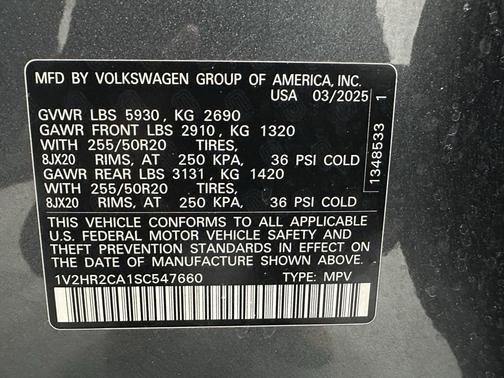 MFD BY VOLKSWAGEN GROUP OF AMERICA, INC.
USA 03/2025
GVWR LBS 5930, KG 2690
GAWR FRONT LBS 2910, KG 1320
WITH 255/50R20 TIRES,
8JX20 RIMS, AT 250 KPA, 36 PSI COLD
GAWR REAR LBS 3131, KG 1420
WITH 255/50R20 TIRES,
8JX20 RIMS, AT 250 KPA, 36 PSI COLD
THIS VEHICLE CONFORMS TO ALL APPLICABLE
U.S. FEDERAL MOTOR VEHICLE SAFETY AND
THEFT PREVENTION STANDARDS IN EFFECT ON
THE DATE OF MANUFACTURE SHOWN ABOVE.
1V2HR2CA1SC547660 TYPE: MPV
1348533 1